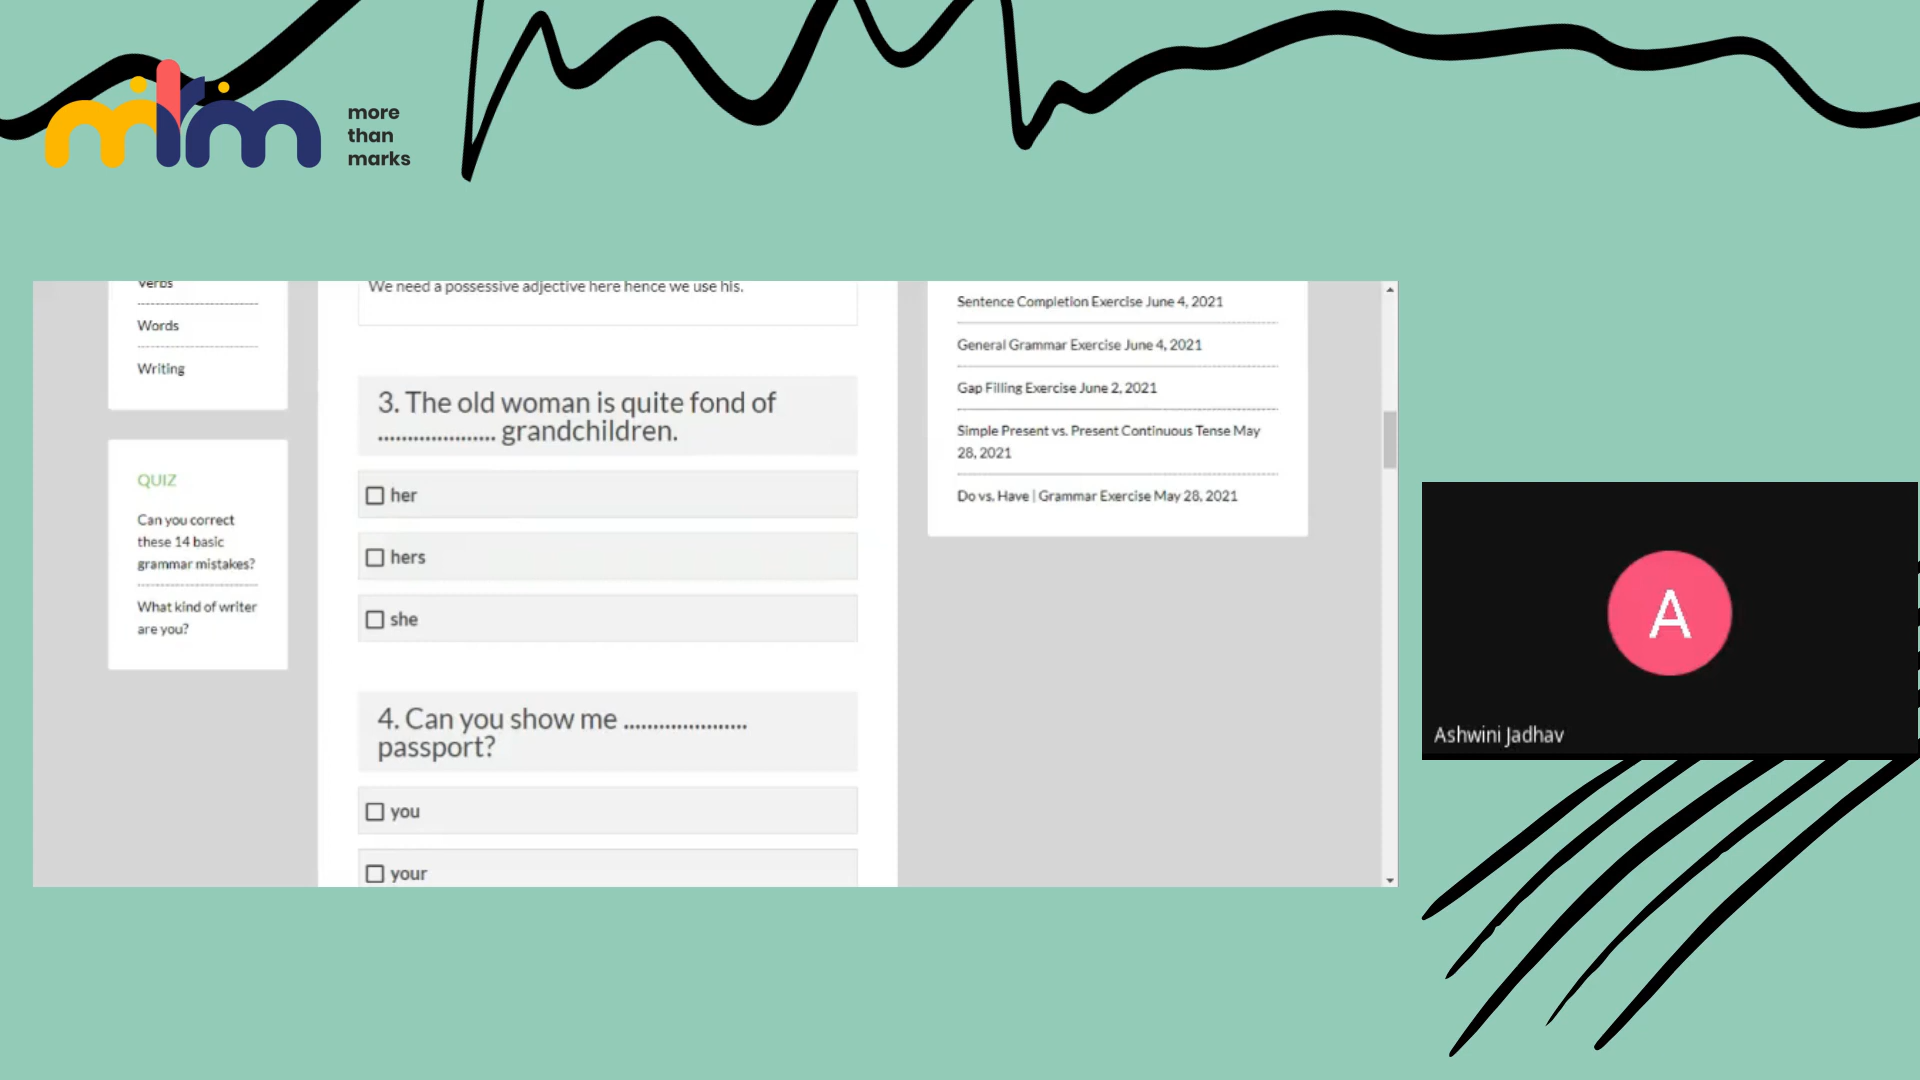 mtm
more
than
marks
Verbs
Words
Writing
QUIZ
Can you correct
these 14 basic
grammar mistakes?
What kind of writer
are you?
We need a possessive adjective here hence we use his.
3. The old woman is quite fond of
.................... grandchildren.
her
hers
she
4. Can you show me .....................
passport?
you
your
Sentence Completion Exercise June 4, 2021
General Grammar Exercise June 4, 2021
Gap Filling Exercise June 2, 2021
Simple Present vs. Present Continuous Tense May
28, 2021
Do vs. Have | Grammar Exercise May 28, 2021
A
Ashwini Jadhav